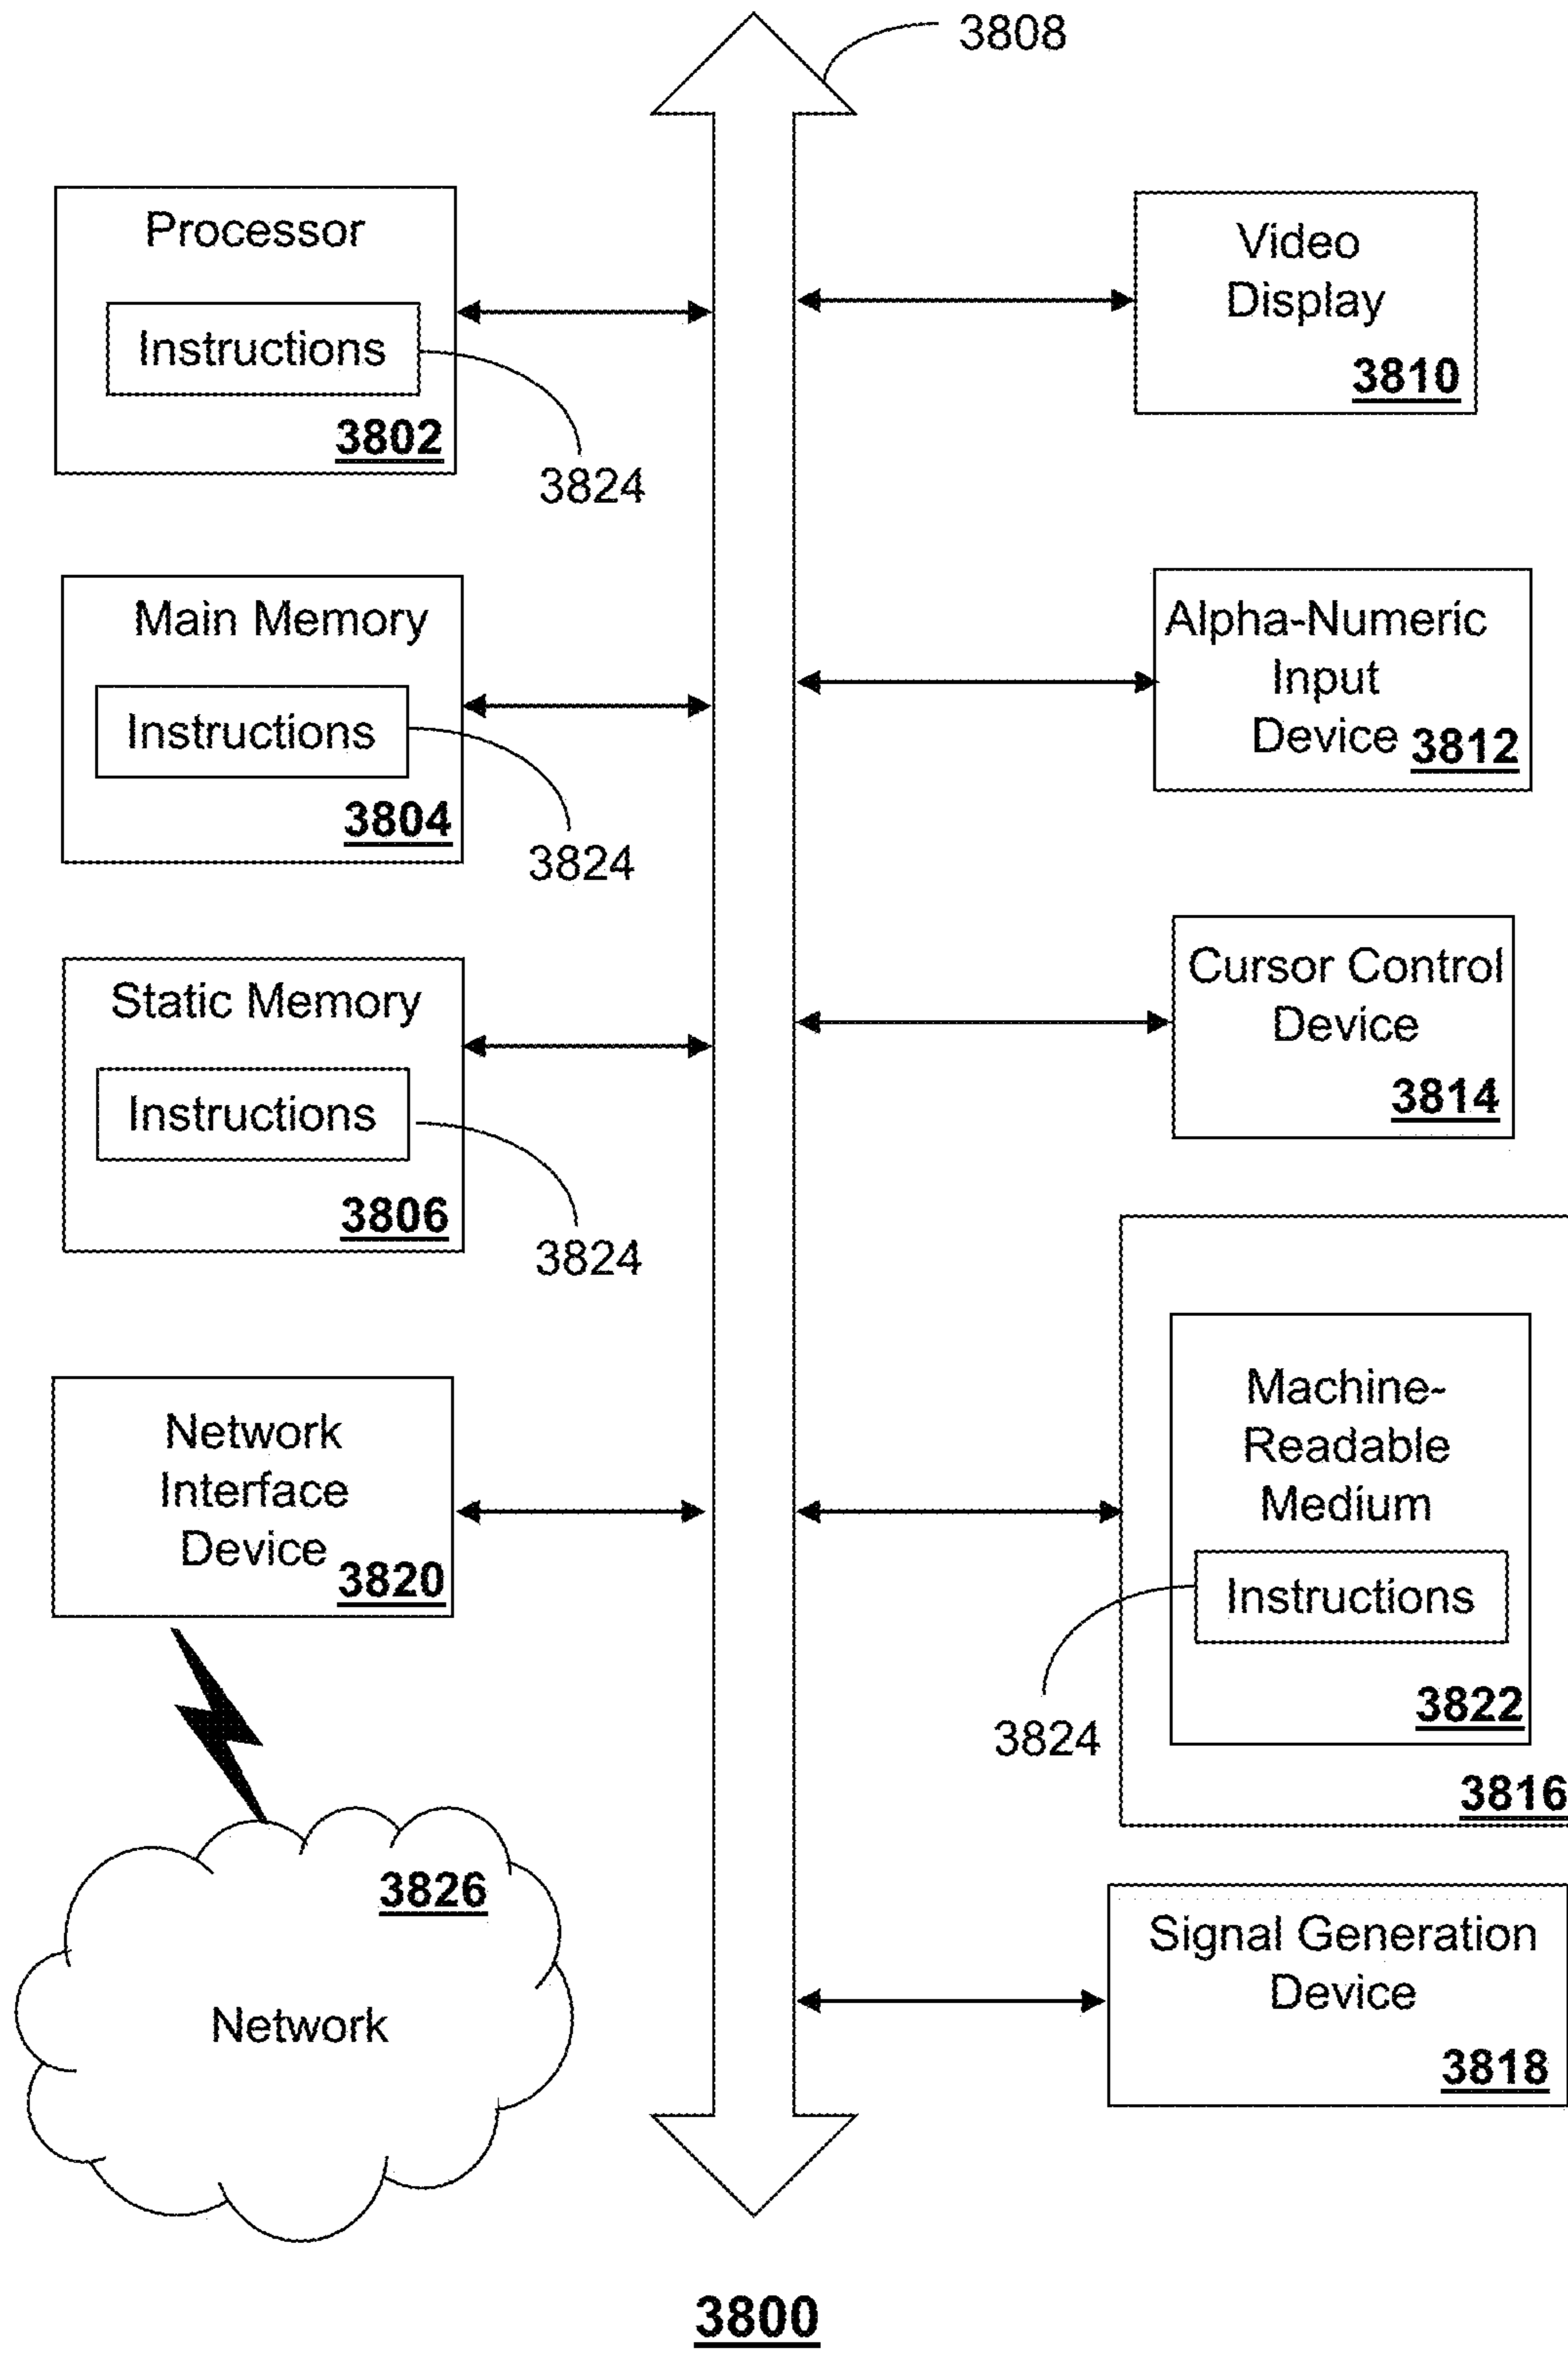 3808
Processor
Instructions
3802
3824
Video
Display
3810
Main Memory
Instructions
3804
3824
Alpha-Numeric
Input
Device 3812
Static Memory
Instructions
3806
3824
Cursor Control
Device
3814
Network
Interface
Device 3820
Machine-
Readable
Medium
Instructions
3824
3822
3816
3826
Network
Signal Generation
Device
3818
3800